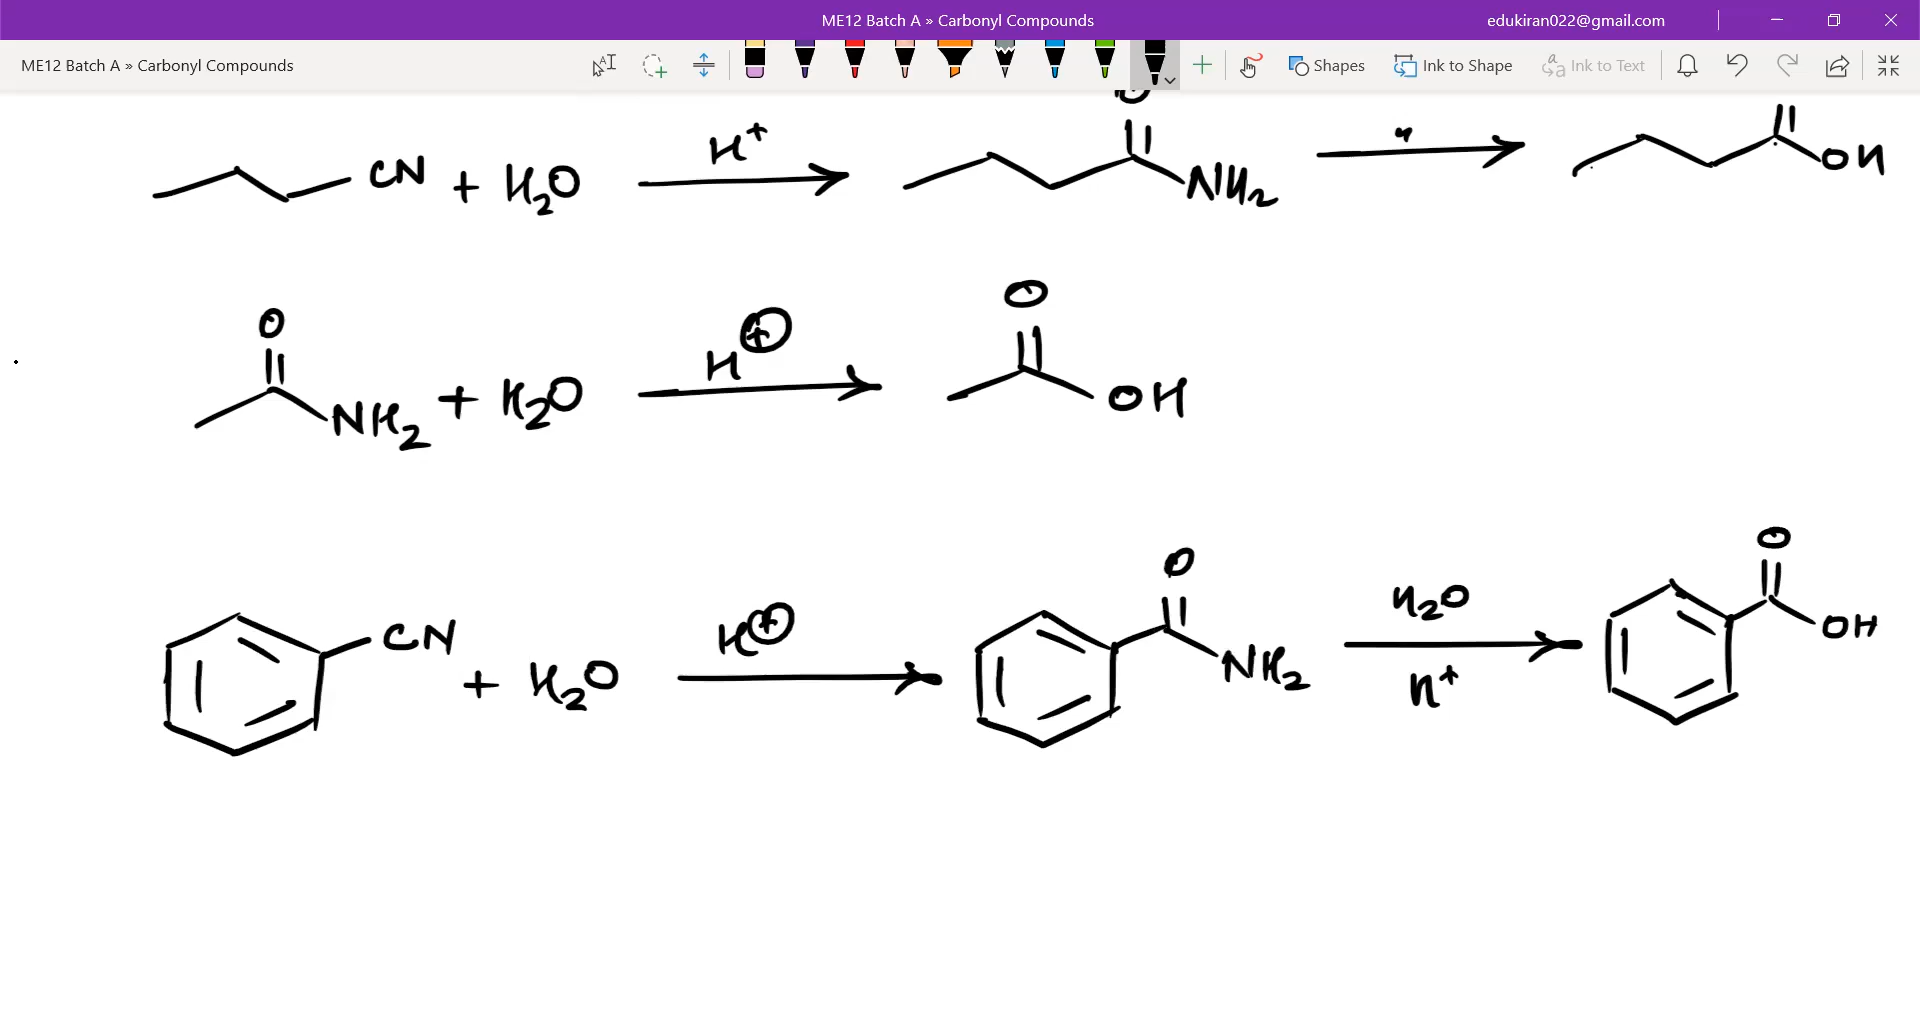 ME12 Batch A » Carbonyl Compounds edukiran022@gmail.com
ME12 Batch A » Carbonyl Compounds Shapes Ink to Shape Ink to Text
CN + H2O H+ O NH2 OH
O NH2 + H2O H+ O OH
CN + H2O H+ O NH2 H2O H+ O OH